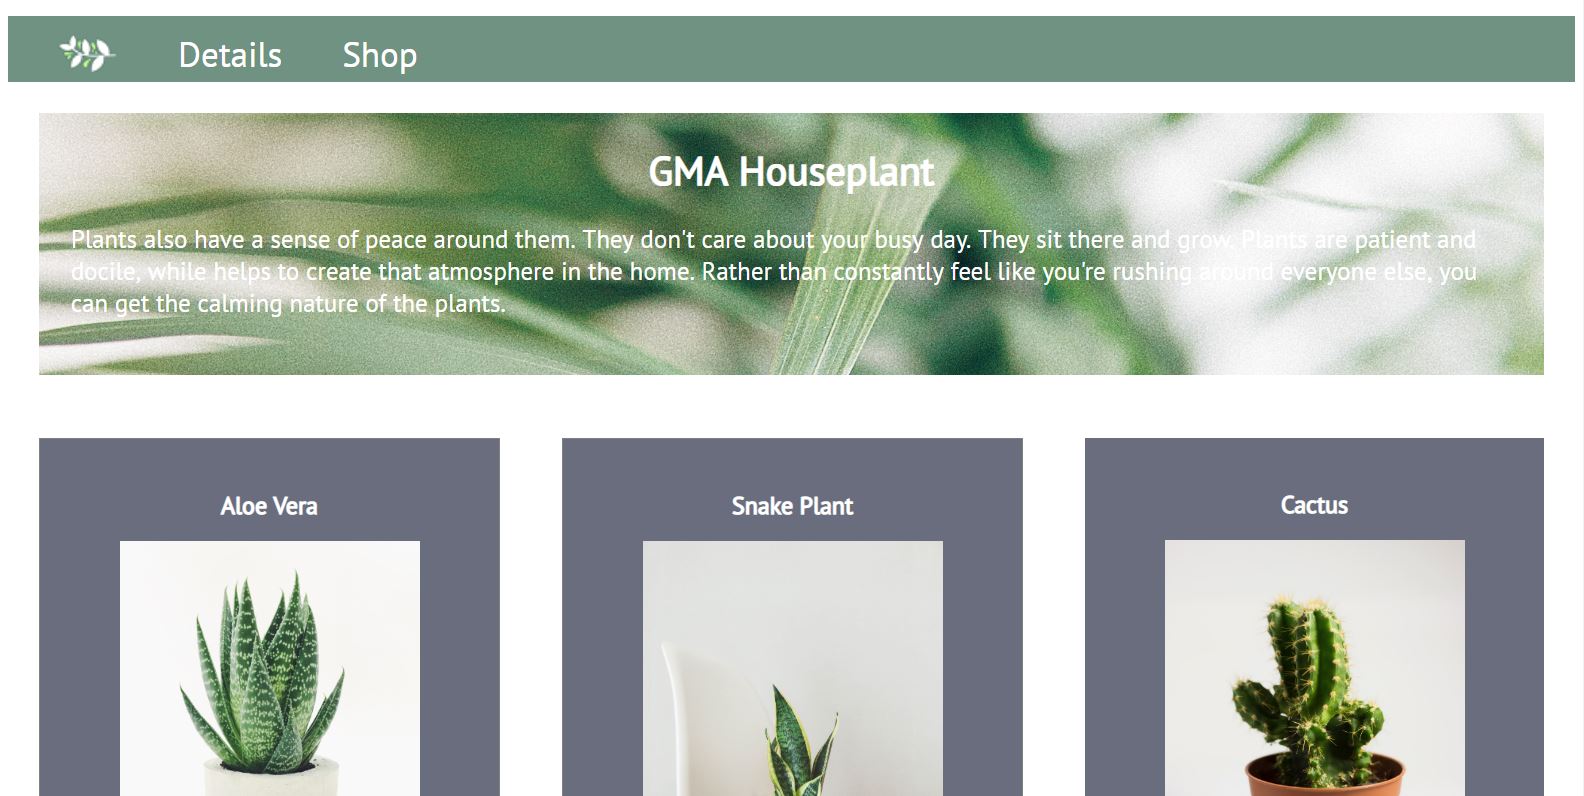 Details Shop
GMA Houseplant
Plants also have a sense of peace around them. They don't care about your busy day. They sit there and grow. Plants are patient and
docile, while helps to create that atmosphere in the home. Rather than constantly feel like you're rushing around everyone else, you
can get the calming nature of the plants.
Aloe Vera
Snake Plant
Cactus